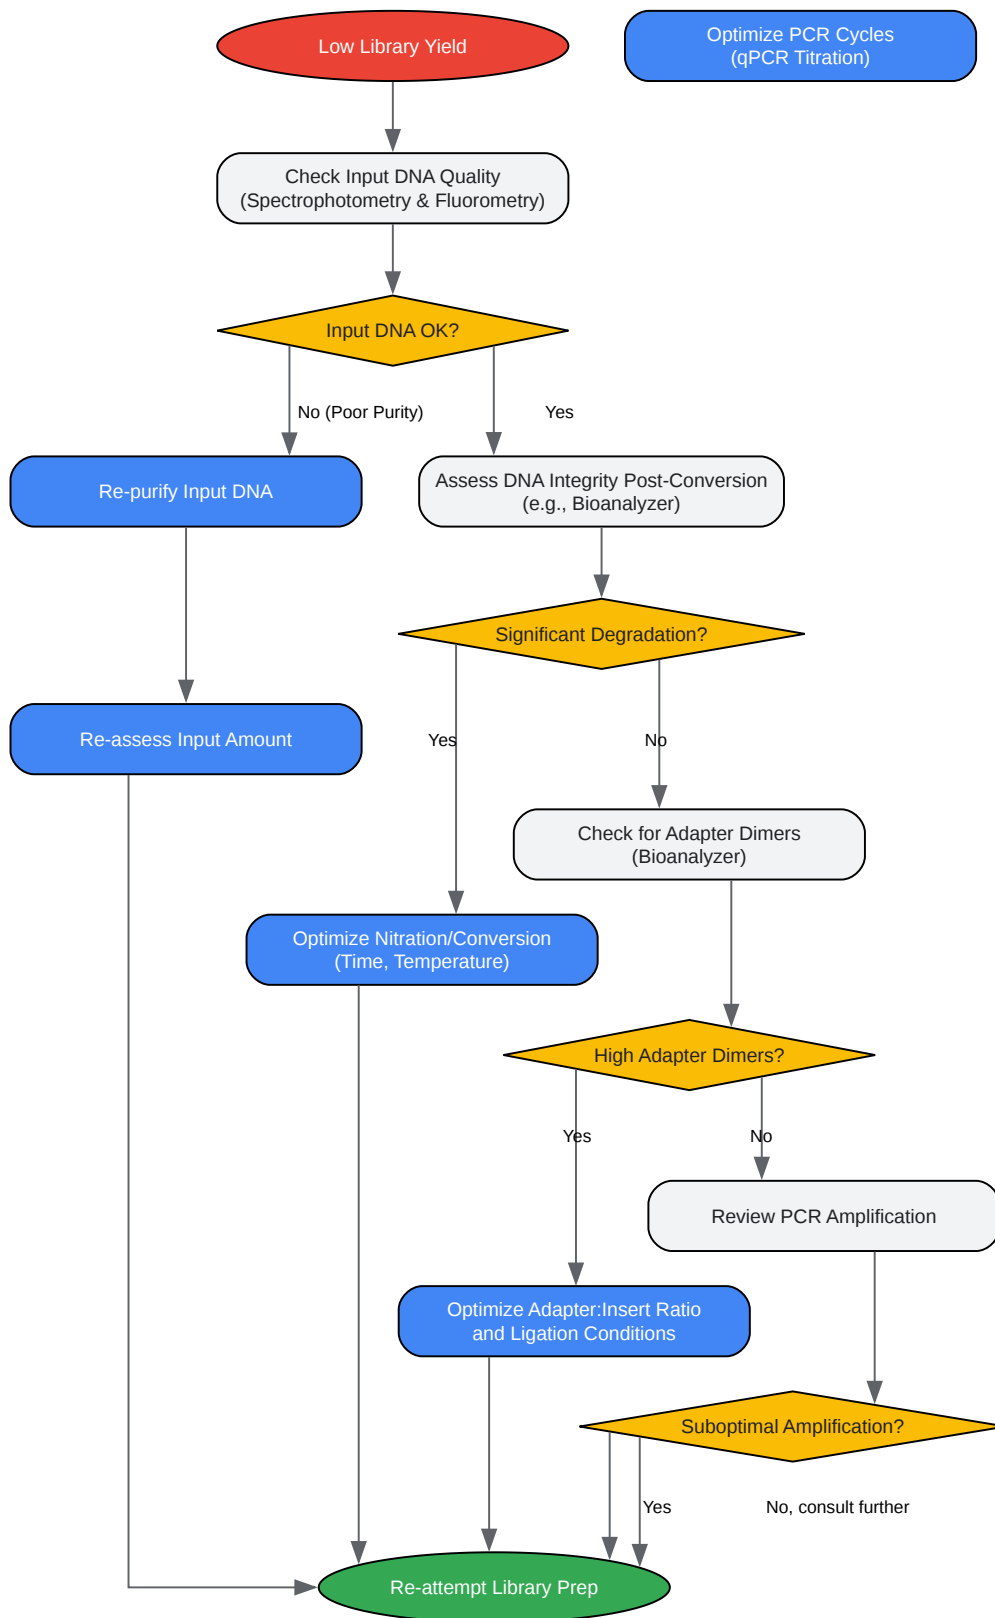 Low Library Yield
Optimize PCR Cycles
(qPCR Titration)
Check Input DNA Quality
(Spectrophotometry & Fluorometry)
Input DNA OK?
No (Poor Purity)
Yes
Re-purify Input DNA
Assess DNA Integrity Post-Conversion
(e.g., Bioanalyzer)
Significant Degradation?
Re-assess Input Amount
Yes
No
Check for Adapter Dimers
(Bioanalyzer)
Optimize Nitration/Conversion
(Time, Temperature)
High Adapter Dimers?
Yes
No
Review PCR Amplification
Optimize Adapter:Insert Ratio
and Ligation Conditions
Suboptimal Amplification?
Yes
No, consult further
Re-attempt Library Prep